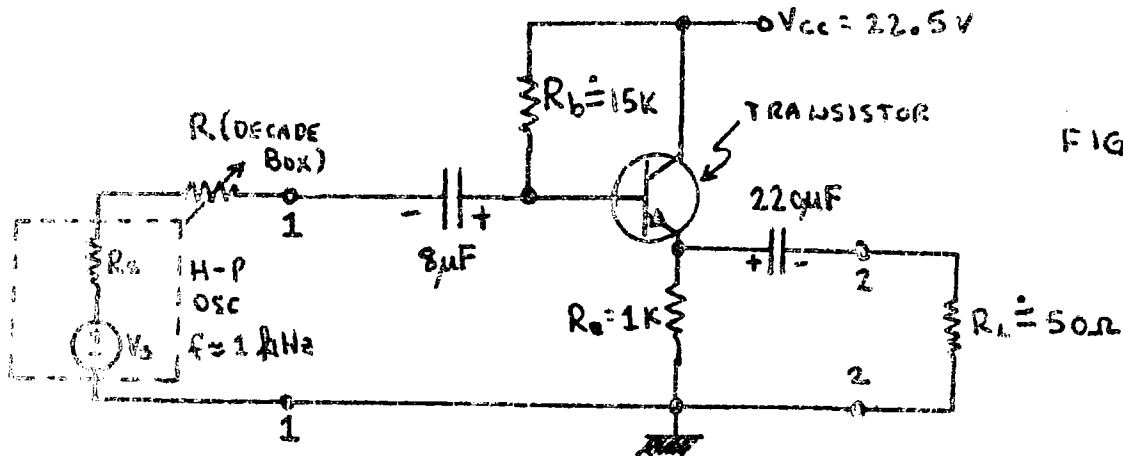 Vcc = 22.5V
Rb ≐ 15K
TRANSISTOR
R (DECADE
BOX)
FIG
1
- +
8μF
220μF
+ -
2
Rs
H-P
OSC
Vs
f ≈ 1 kHz
Re = 1K
RL ≐ 50Ω
1
2